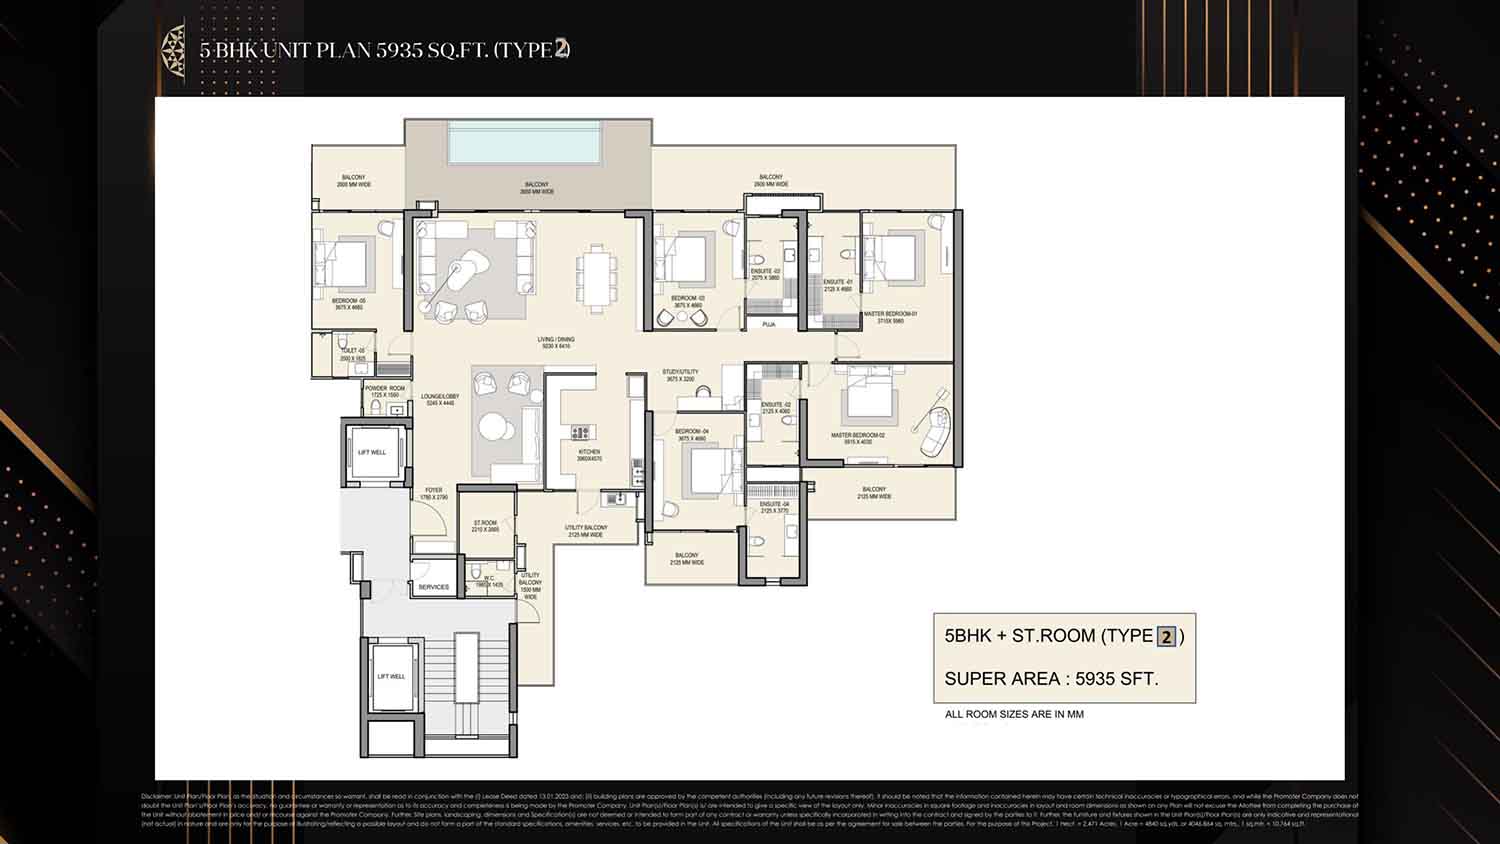 5 BHK UNIT PLAN 5935 SQ.FT. (TYPE 2)
BALCONY
2600 MM WIDE
BALCONY
3650 MM WIDE
BALCONY
2600 MM WIDE
BEDROOM -05
3675 X 4660
LIVING / DINING
9230 X 6410
BEDROOM -03
3675 X 4660
ENSUITE -03
2075 X 3860
PUJA
ENSUITE -01
2125 X 4660
MASTER BEDROOM-01
TOILET -05
POWDER ROOM
1725 X 1550
LOUNGE/LOBBY
5245 X 4445
STUDY/UTILITY
3675 X 3200
ENSUITE -02
2125 X 4060
MASTER BEDROOM-02
BEDROOM -04
3675 X 4660
KITCHEN
3960X4570
LIFT WELL
FOYER
1780 X 2790
BALCONY
2125 MM WIDE
ENSUITE -04
2125 X 3770
ST.ROOM
UTILITY BALCONY
2125 MM WIDE
BALCONY
2125 MM WIDE
SERVICES
W.C.
UTILITY
BALCONY
1500 MM
WIDE
LIFT WELL
5BHK + ST.ROOM (TYPE 2 )
SUPER AREA : 5935 SFT.
ALL ROOM SIZES ARE IN MM
Disclaimer: Unit Plan/Floor Plan, as the situation and circumstances so warrant, shall be read in conjunction with the (i) Lease Deed dated 13.01.2023 and; (ii) building plans are approved by the competent authorities (including any future revisions thereof). It should be noted that the information contained herein may have certain technical inaccuracies or typographical errors, and while the Promoter Company does not
doubt the Unit Plan's/Floor Plan's accuracy, no guarantee or warranty or representation as to its accuracy and completeness is being made by the Promoter Company. Unit Plan(s)/Floor Plan(s) is/ are intended to give a specific view of the layout only. Minor inaccuracies in square footage and inaccuracies in layout and room dimensions as shown on any Plan will not excuse the Allottee from completing the purchase of
the Unit without abatement in price and/ or recourse against the Promoter Company. Further, Site plans, landscaping, dimensions and Specification(s) are not deemed or intended to form part of any contract or warranty unless specifically incorporated in writing into the contract and signed by the parties to it. Further, the furniture and fixtures shown in the Unit Plan(s)/Floor Plan(s) are only indicative and representational
(not actual) in nature and are only for the purpose of illustrating/reflecting a possible layout and do not form a part of the standard specifications, amenities, services, etc., to be provided in the Unit. All specifications of the Unit shall be as per the agreement for sale between the parties. For the purpose of this Project, 1 Hect. = 2.471 Acres, 1 Acre = 4840 sq.yds. or 4046.864 sq. mtrs., 1 sq.mtr. = 10.764 sq.ft.